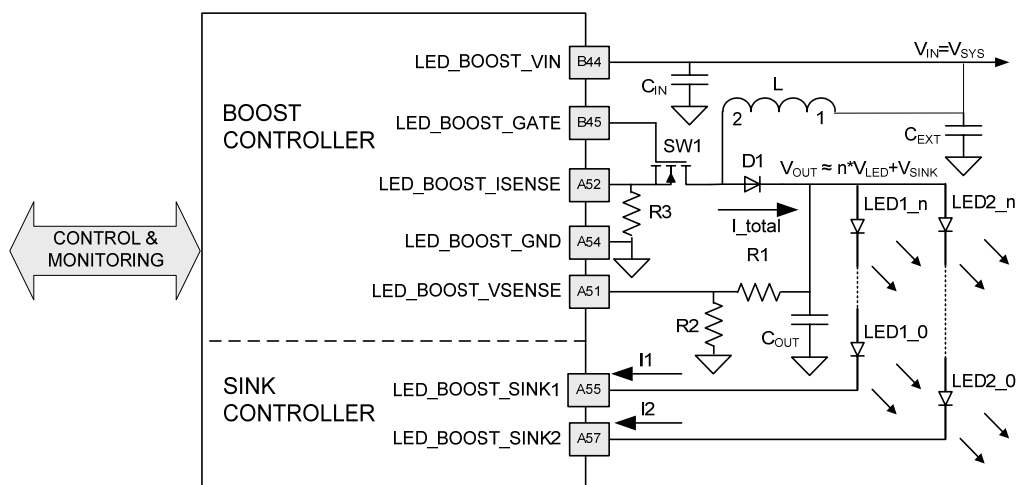 LED_BOOST_VIN
B44
V_IN=V_SYS
C_IN
L
2
1
BOOST
CONTROLLER
LED_BOOST_GATE
B45
C_EXT
SW1
D1
V_OUT ≈ n*V_LED+V_SINK
LED_BOOST_ISENSE
A52
R3
I_total
LED1_n
LED2_n
CONTROL &
MONITORING
LED_BOOST_GND
A54
R1
LED_BOOST_VSENSE
A51
R2
C_OUT
LED1_0
SINK
CONTROLLER
I1
LED_BOOST_SINK1
A55
LED2_0
I2
LED_BOOST_SINK2
A57